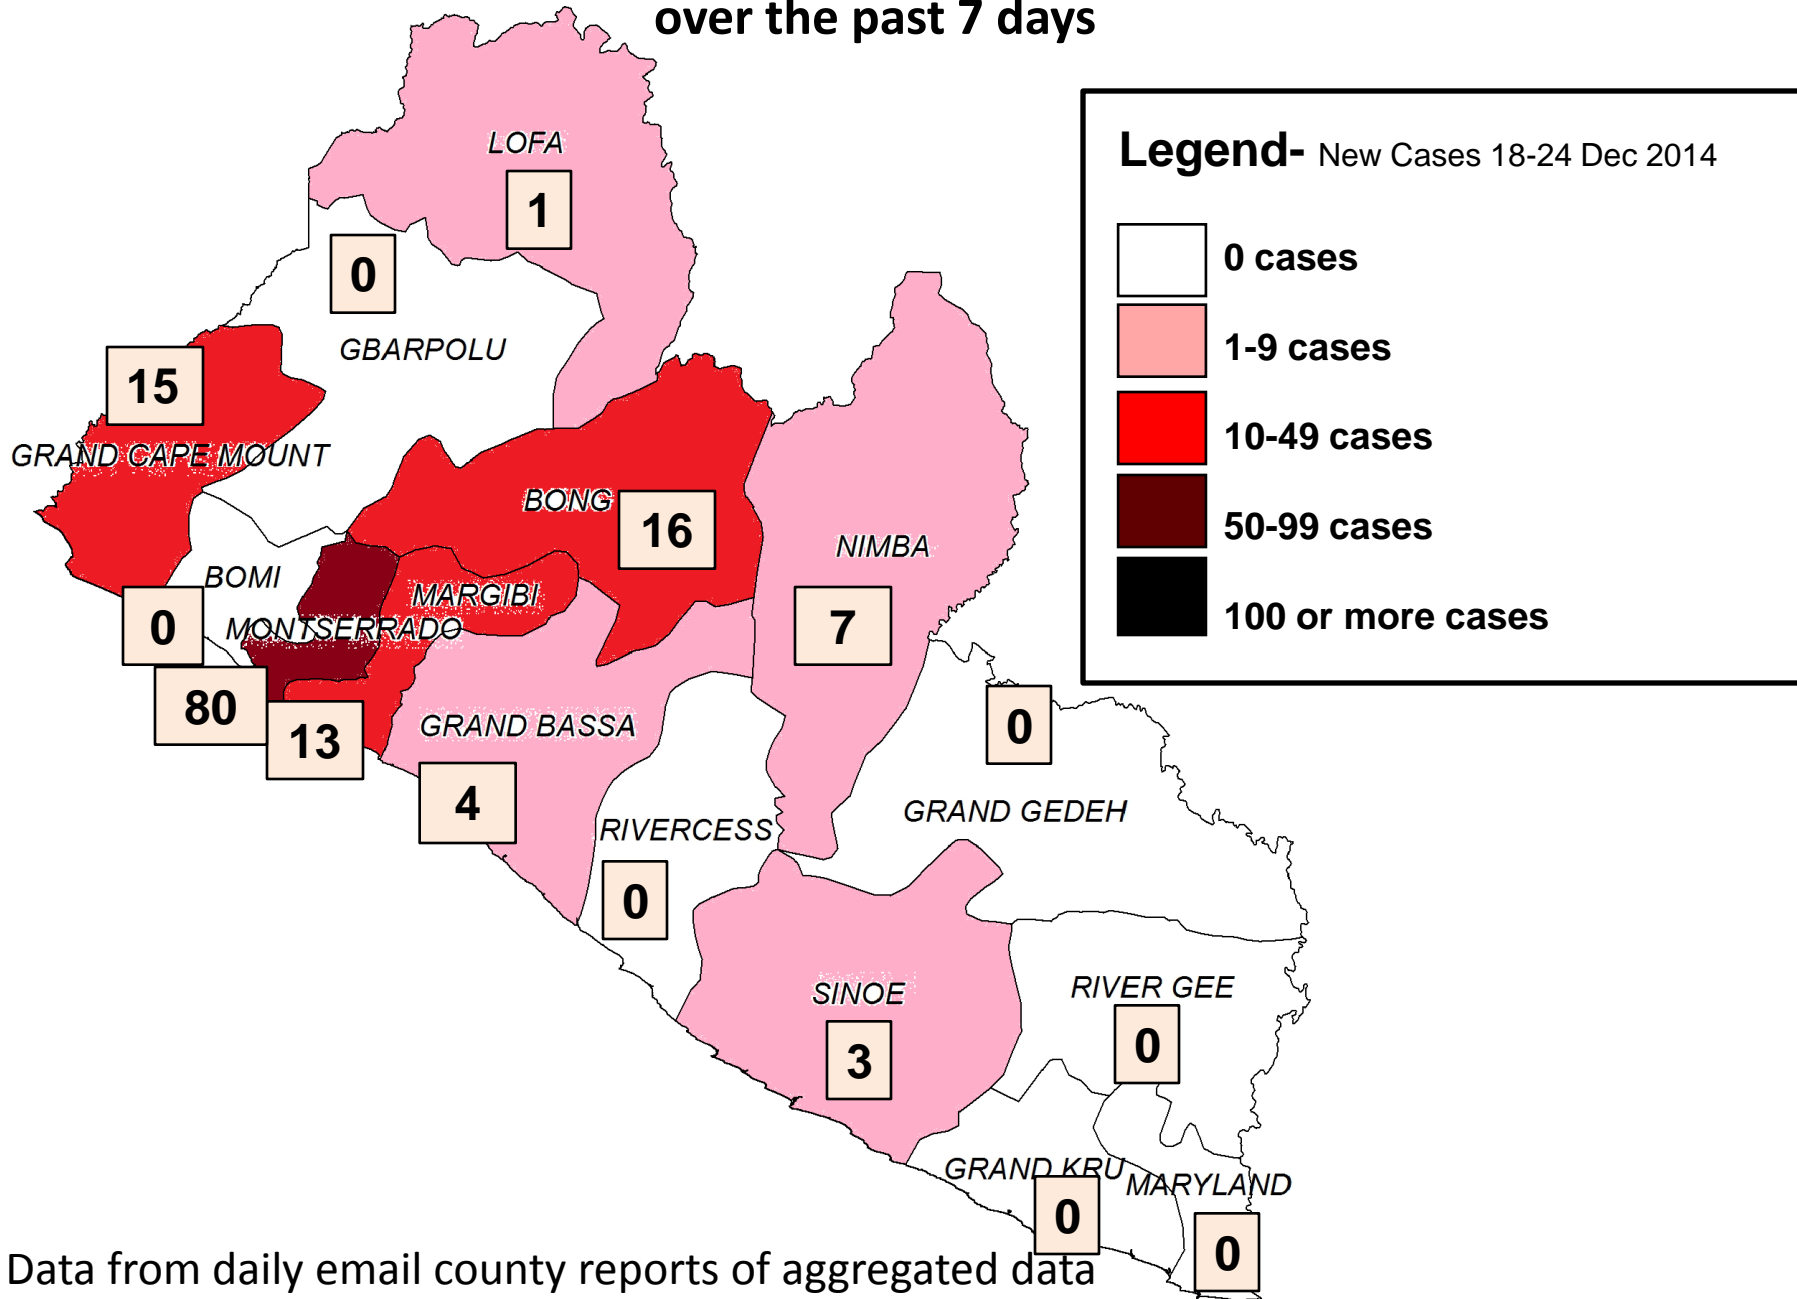 over the past 7 days
Legend- New Cases 18-24 Dec 2014
0 cases
1-9 cases
10-49 cases
50-99 cases
100 or more cases
LOFA
1
0
GBARPOLU
15
GRAND CAPE MOUNT
BONG
16
NIMBA
7
BOMI
0
MARGIBI
MONTSERRADO
80
13
GRAND BASSA
4
RIVERCESS
0
0
GRAND GEDEH
SINOE
3
RIVER GEE
0
GRAND KRU
0
MARYLAND
0
Data from daily email county reports of aggregated data